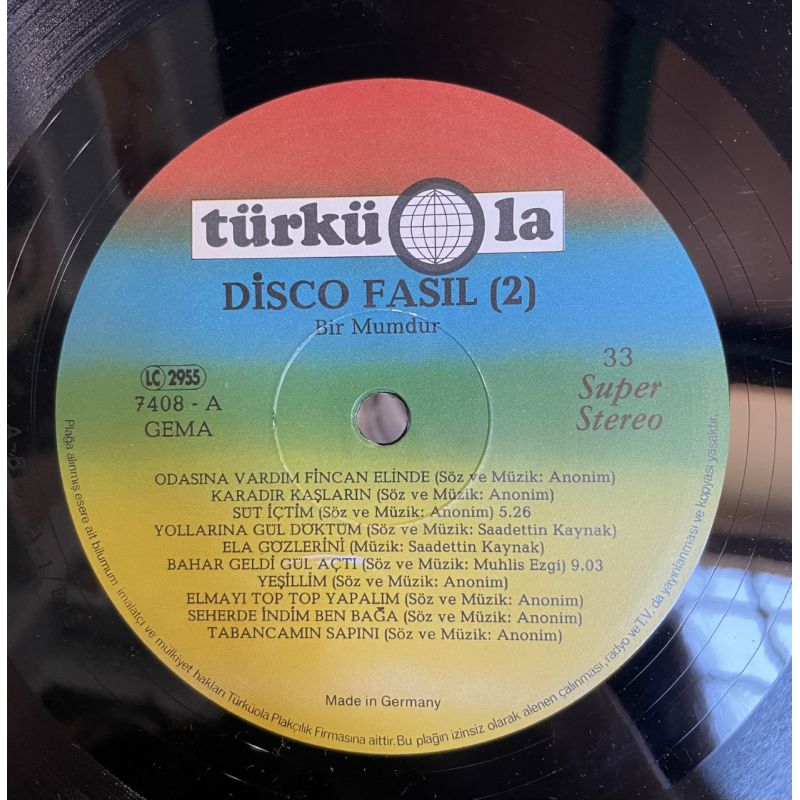 türküola
DİSCO FASIL (2)
Bir Mumdur
LC 2955
7408 - A
GEMA
33
Super
Stereo
ODASINA VARDIM FİNCAN ELİNDE (Söz ve Müzik: Anonim)
KARADIR KAŞLARIN (Söz ve Müzik: Anonim)
SÜT İÇTİM (Söz ve Müzik: Anonim) 5.26
YOLLARINA GÜL DÖKTÜM (Söz ve Müzik: Saadettin Kaynak)
ELA GÖZLERİNİ (Müzik: Saadettin Kaynak)
BAHAR GELDİ GÜL AÇTI (Söz ve Müzik: Muhlis Ezgi) 9.03
YEŞİLLİM (Söz ve Müzik: Anonim)
ELMAYI TOP TOP YAPALIM (Söz ve Müzik: Anonim)
SEHERDE İNDİM BEN BAĞA (Söz ve Müzik: Anonim)
TABANCAMIN SAPINI (Söz ve Müzik: Anonim)
Made in Germany
Plağa alınmış esere ait bilumum imalatçı ve mülkiyet hakları Türküola Plakçılık Firmasına aittir. Bu plağın izinsiz olarak alenen çalınması, radyo ve T.V. da yayınlanması ve kopyası yasaktır.